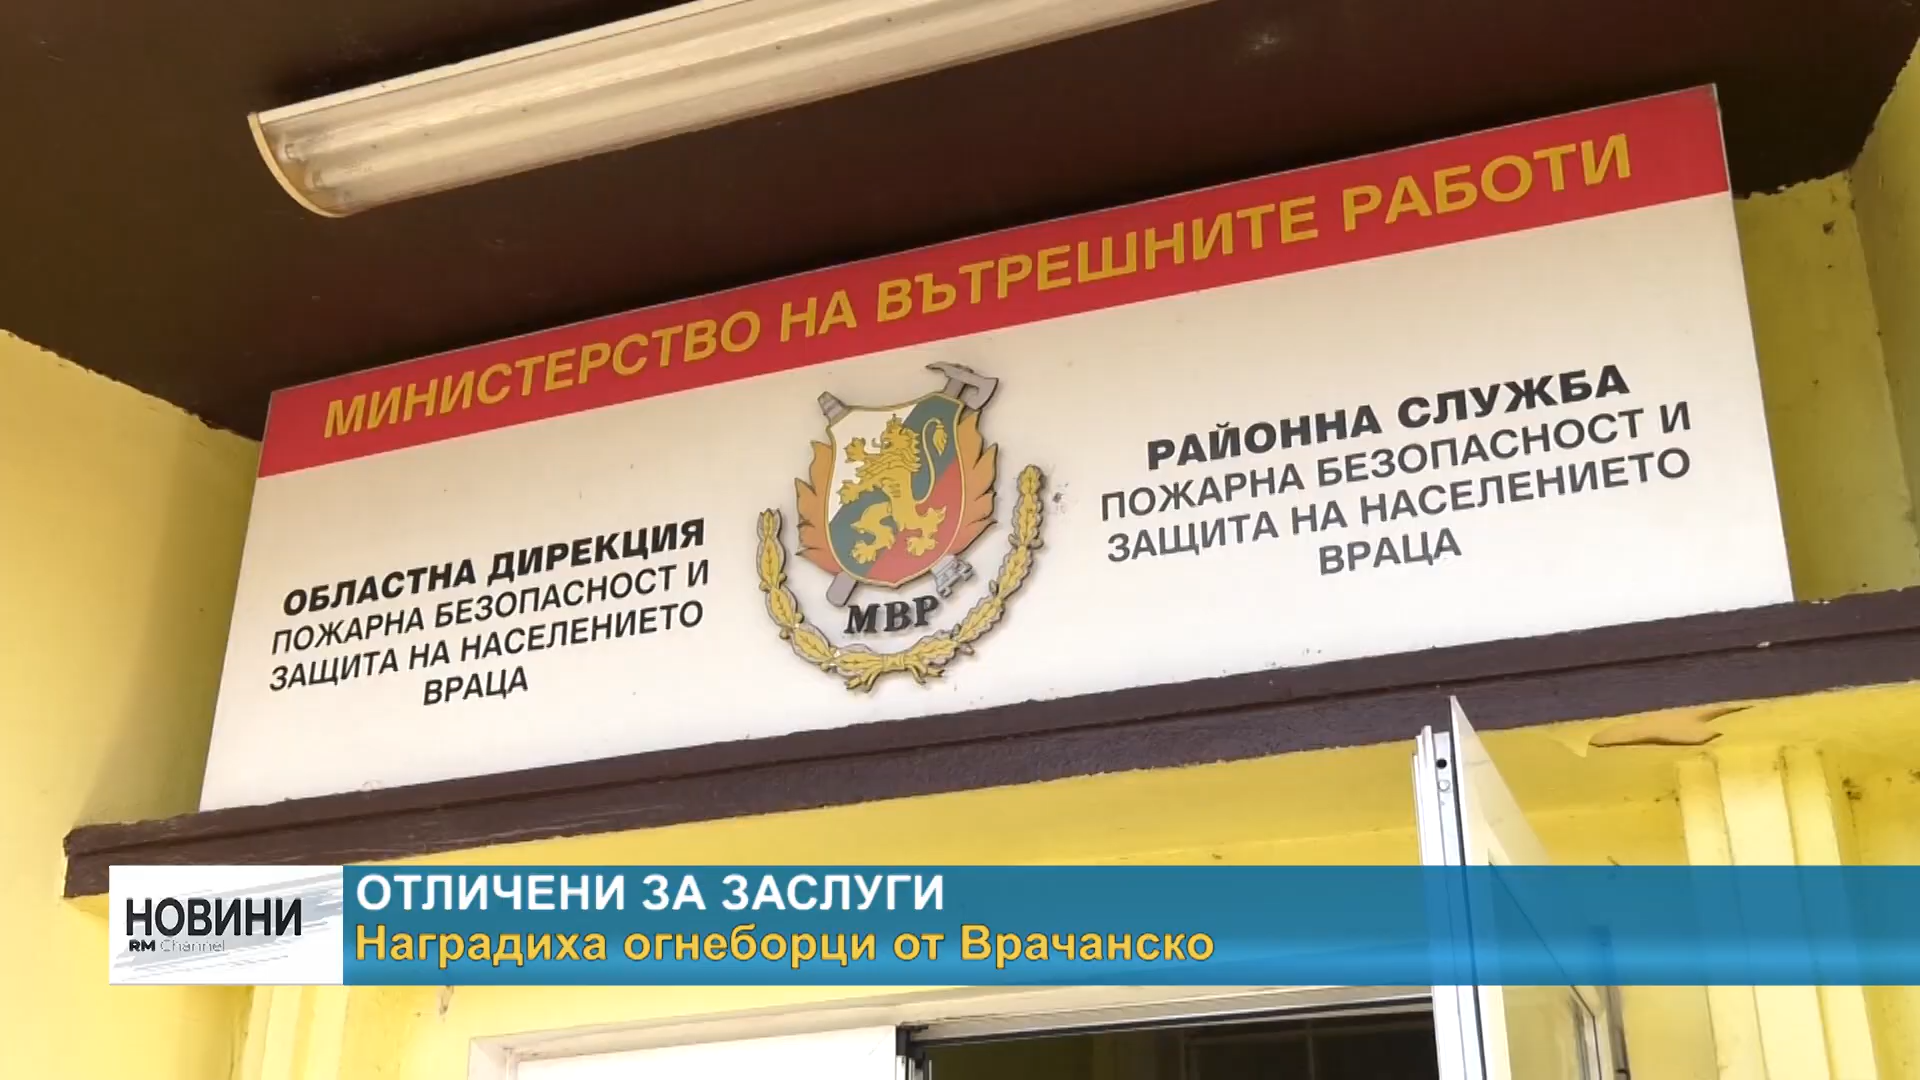 МИНИСТЕРСТВО НА ВЪТРЕШНИТЕ РАБОТИ
ОБЛАСТНА ДИРЕКЦИЯ
ПОЖАРНА БЕЗОПАСНОСТ И
ЗАЩИТА НА НАСЕЛЕНИЕТО
ВРАЦА
МВР
РАЙОННА СЛУЖБА
ПОЖАРНА БЕЗОПАСНОСТ И
ЗАЩИТА НА НАСЕЛЕНИЕТО
ВРАЦА
НОВИНИ
RM Channel
ОТЛИЧЕНИ ЗА ЗАСЛУГИ
Наградиха огнеборци от Врачанско